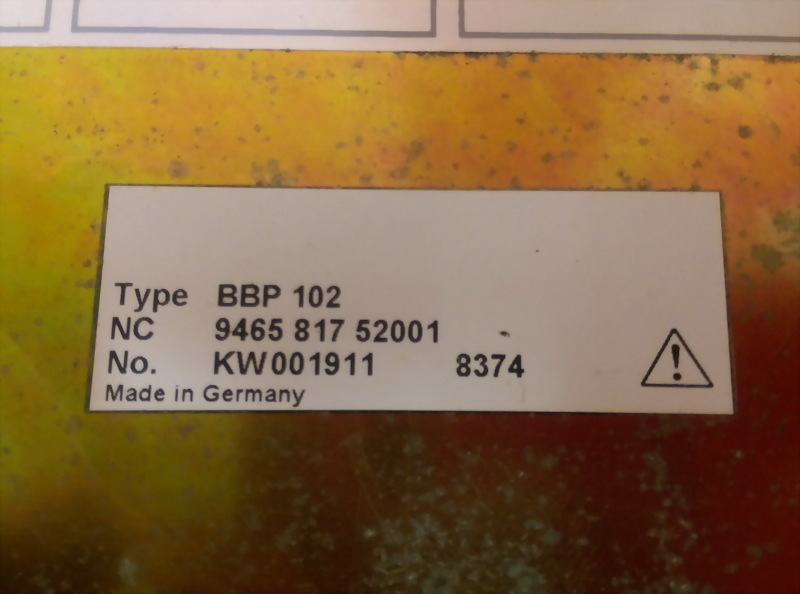 Type BBP 102
NC 9465 817 52001
No. KW001911 8374
Made in Germany